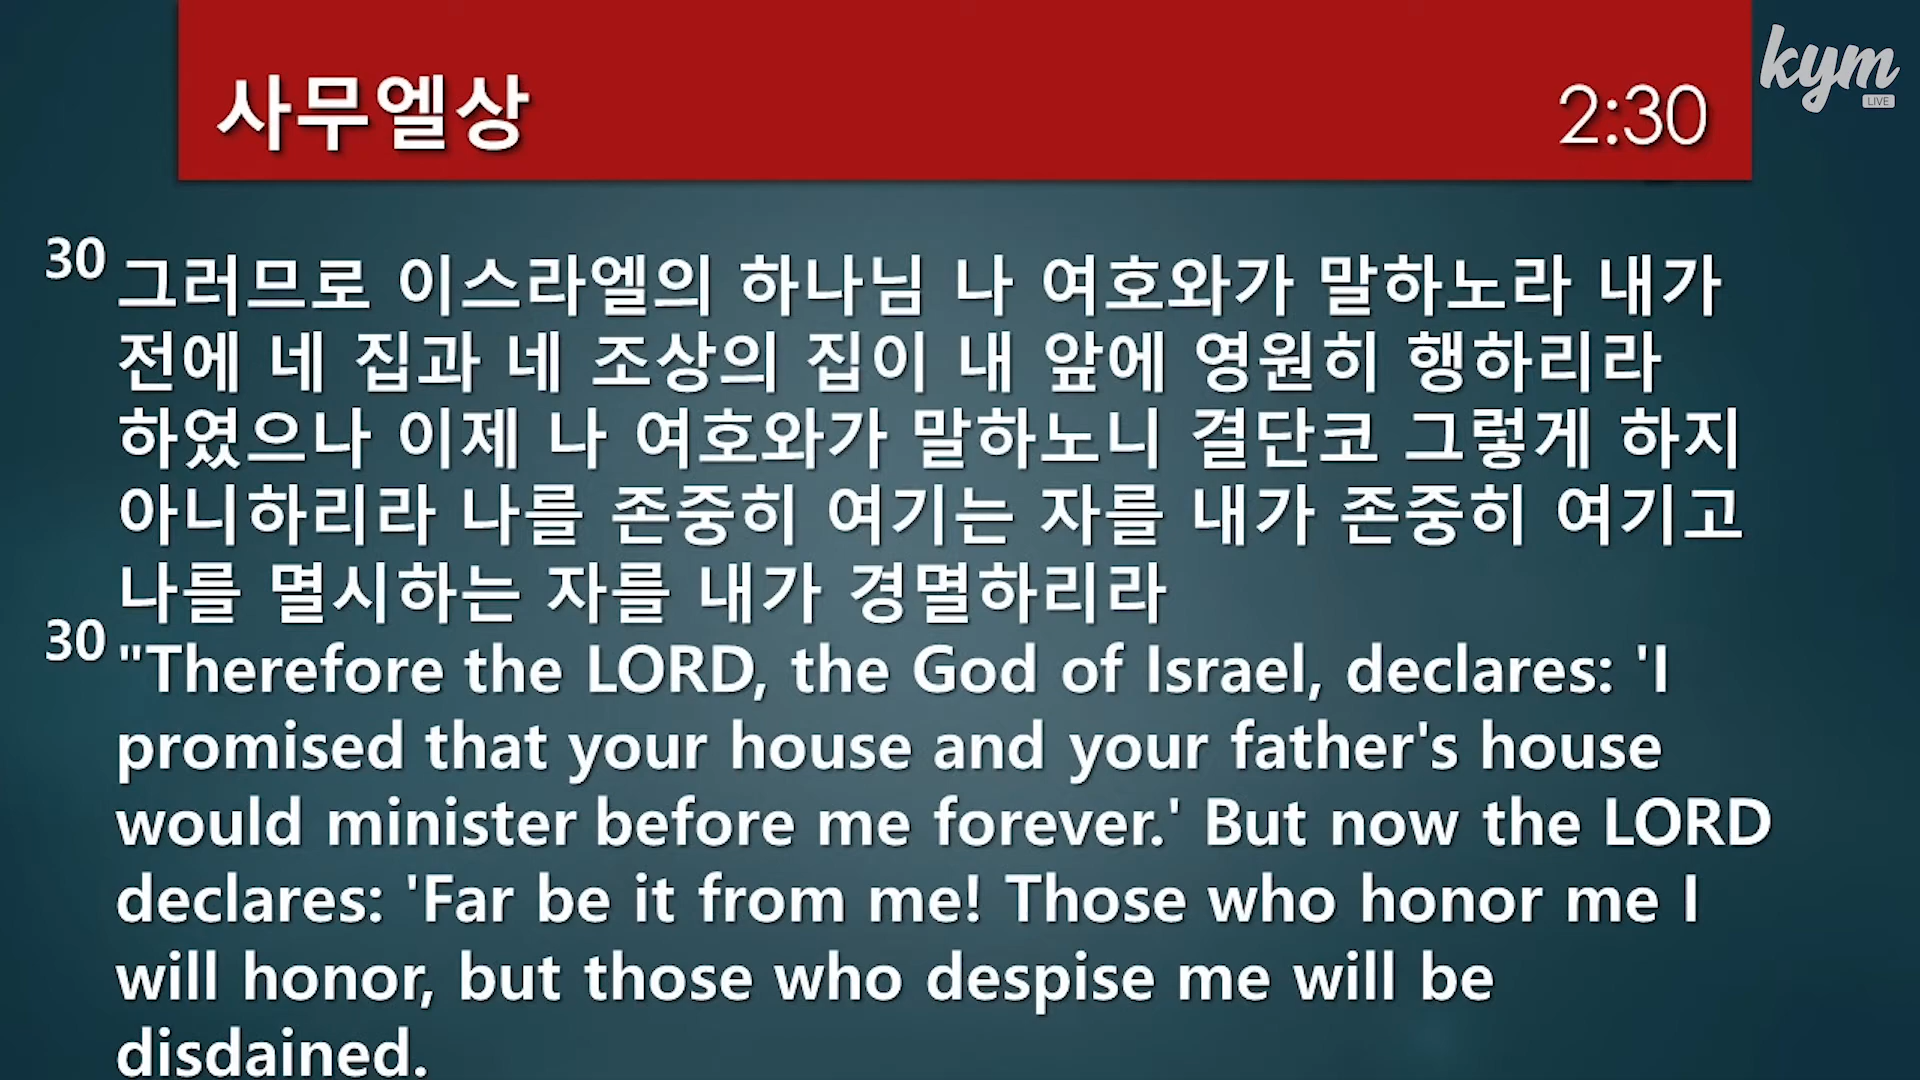 사무엘상
2:30
kym
LIVE
30 그러므로 이스라엘의 하나님 나 여호와가 말하노라 내가
전에 네 집과 네 조상의 집이 내 앞에 영원히 행하리라
하였으나 이제 나 여호와가 말하노니 결단코 그렇게 하지
아니하리라 나를 존중히 여기는 자를 내가 존중히 여기고
나를 멸시하는 자를 내가 경멸하리라
30 "Therefore the LORD, the God of Israel, declares: 'I
promised that your house and your father's house
would minister before me forever.' But now the LORD
declares: 'Far be it from me! Those who honor me I
will honor, but those who despise me will be
disdained.